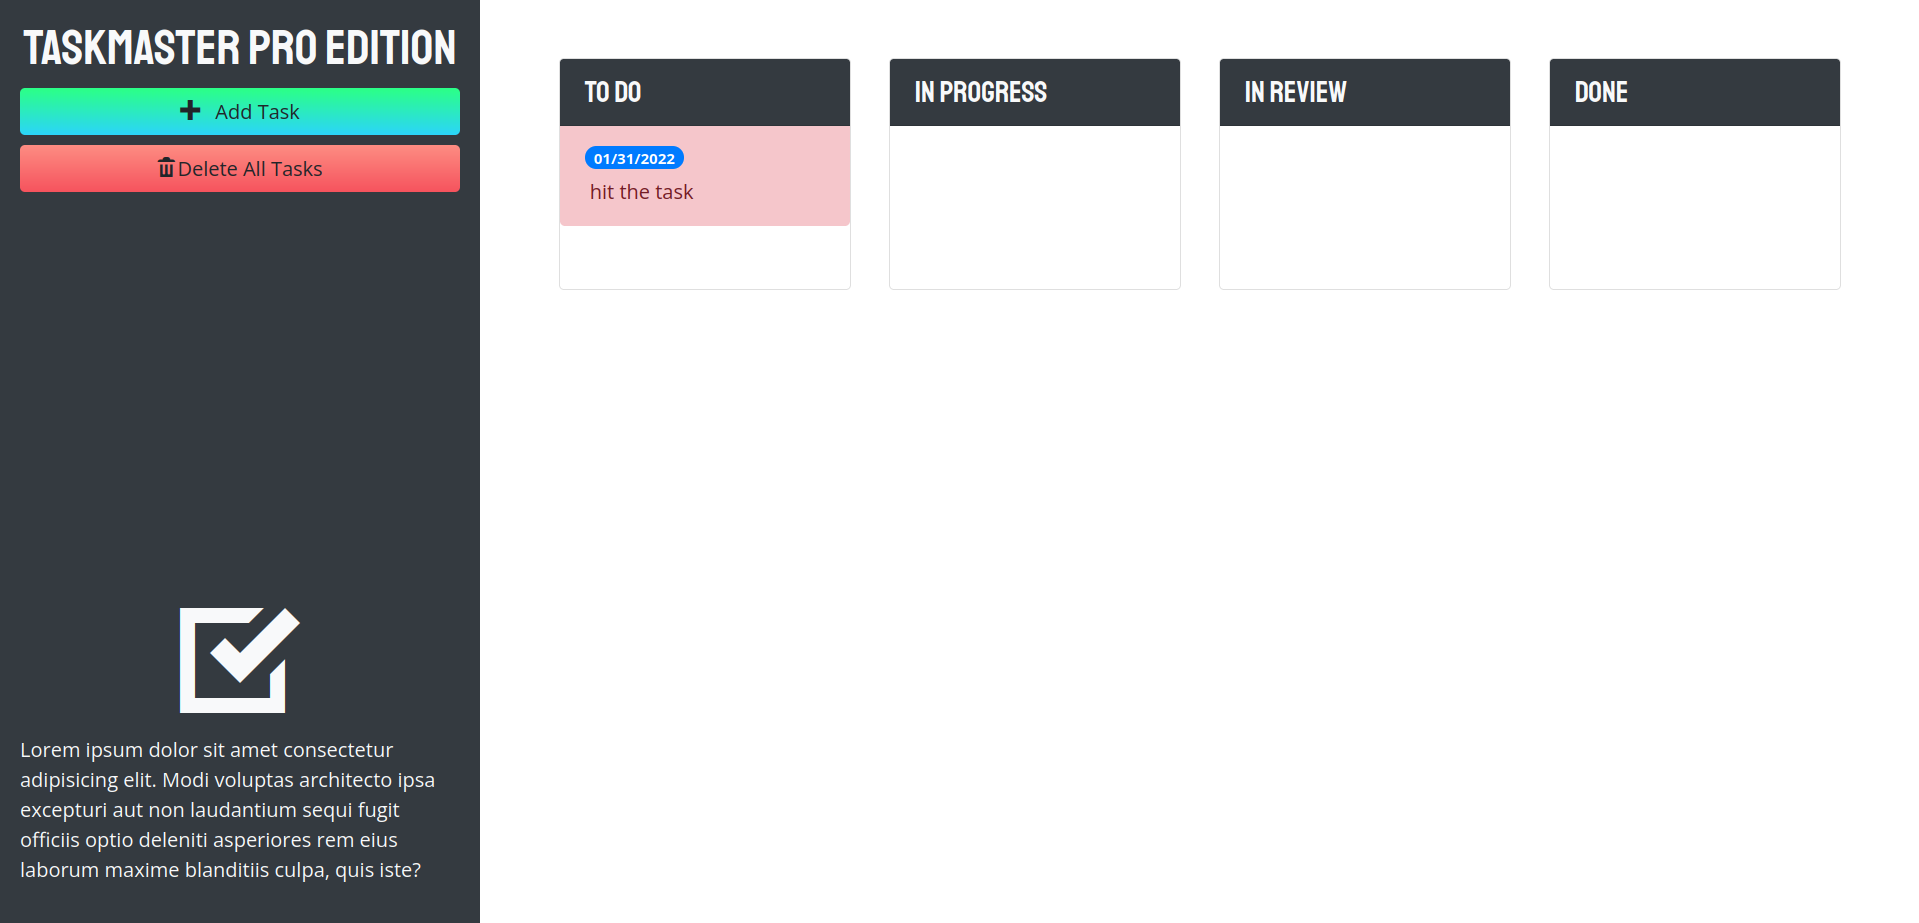 TASKMASTER PRO EDITION
Add Task
Delete All Tasks
Lorem ipsum dolor sit amet consectetur
adipisicing elit. Modi voluptas architecto ipsa
excepturi aut non laudantium sequi fugit
officiis optio deleniti asperiores rem eius
laborum maxime blanditiis culpa, quis iste?
TO DO
01/31/2022
hit the task
IN PROGRESS
IN REVIEW
DONE